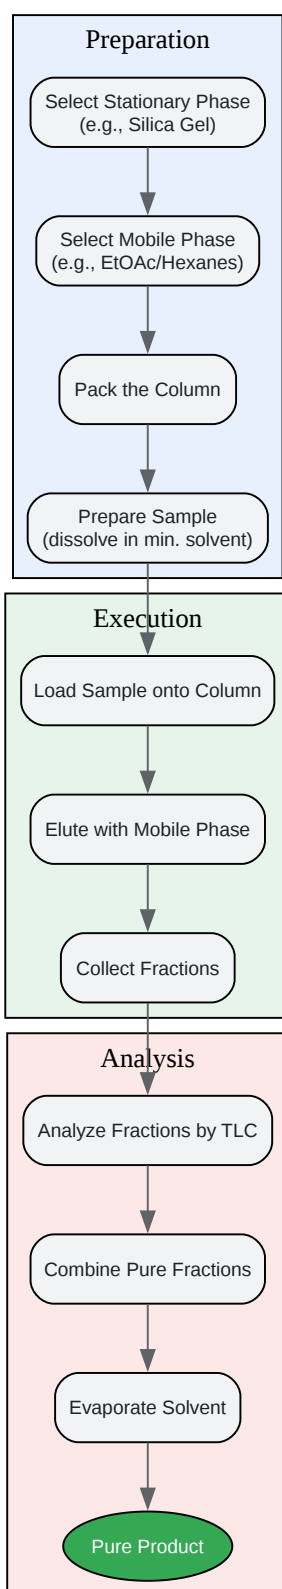 Preparation
Select Stationary Phase
(e.g., Silica Gel)
Select Mobile Phase
(e.g., EtOAc/Hexanes)
Pack the Column
Prepare Sample
(dissolve in min. solvent)
Execution
Load Sample onto Column
Elute with Mobile Phase
Collect Fractions
Analysis
Analyze Fractions by TLC
Combine Pure Fractions
Evaporate Solvent
Pure Product